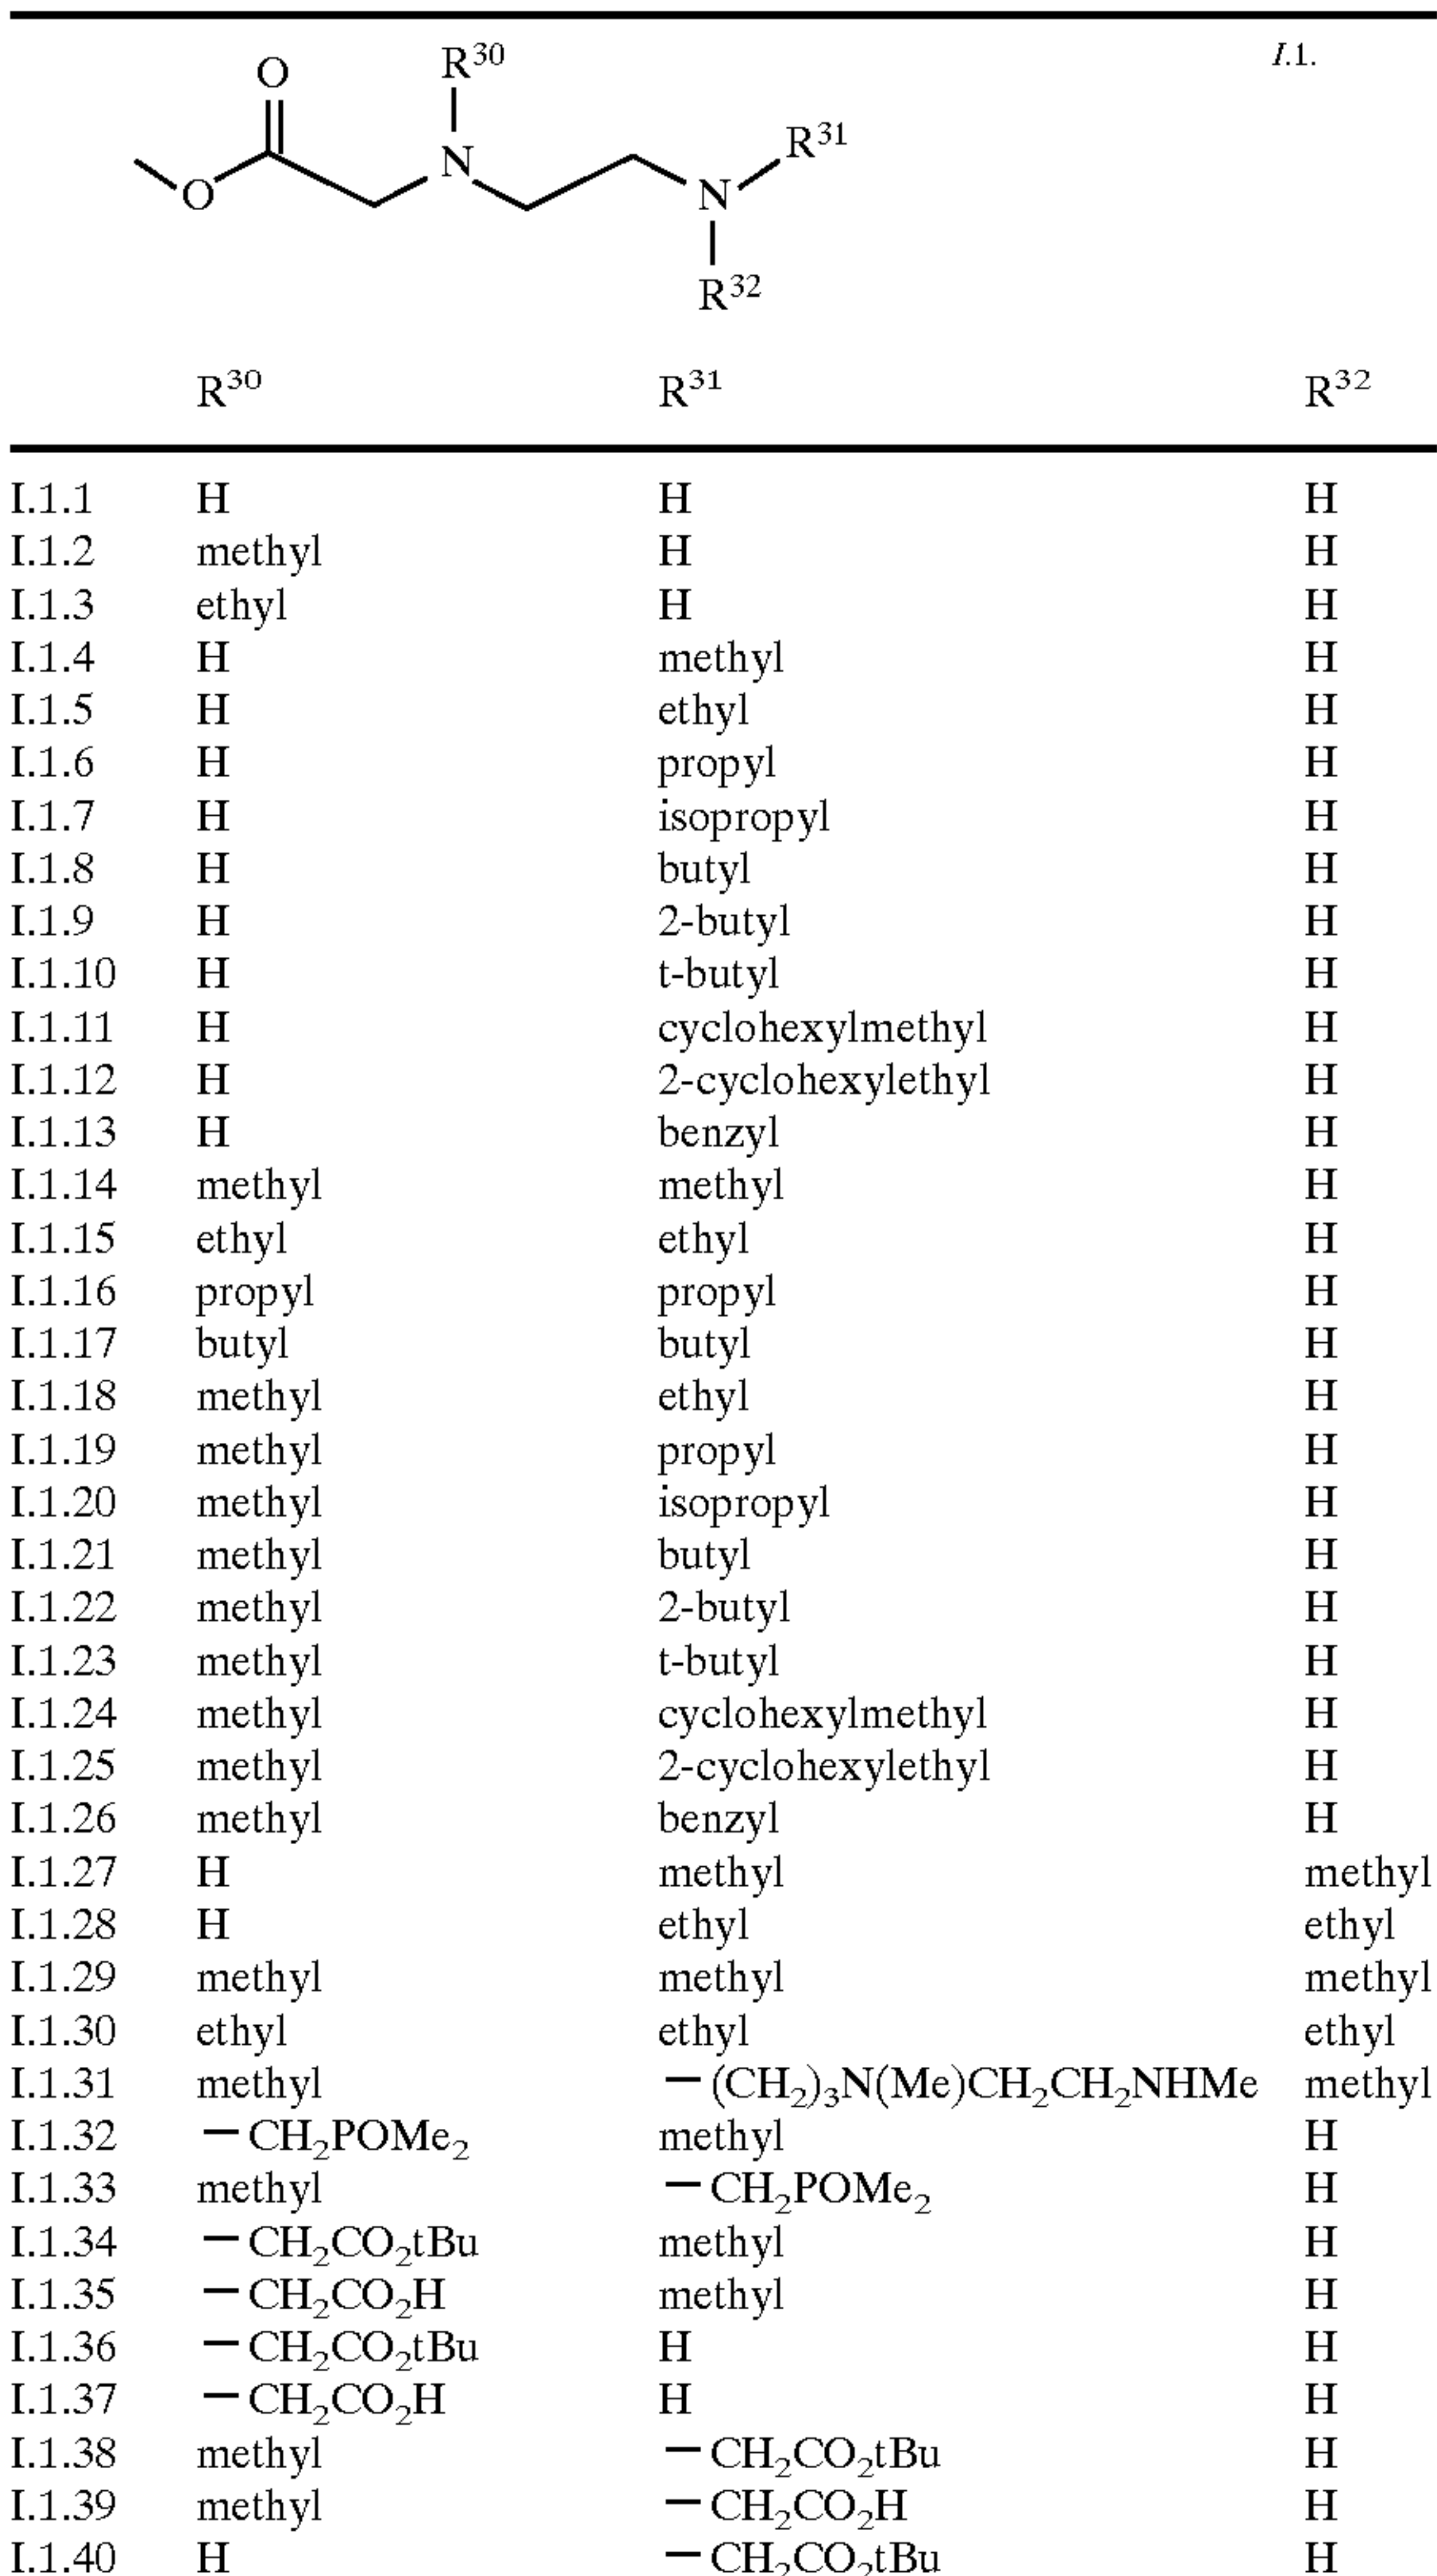 I.1.
O R³⁰
R³¹
N
O N
R³²
R³⁰ R³¹ R³²
I.1.1 H H H
I.1.2 methyl H H
I.1.3 ethyl H H
I.1.4 H methyl H
I.1.5 H ethyl H
I.1.6 H propyl H
I.1.7 H isopropyl H
I.1.8 H butyl H
I.1.9 H 2-butyl H
I.1.10 H t-butyl H
I.1.11 H cyclohexylmethyl H
I.1.12 H 2-cyclohexylethyl H
I.1.13 H benzyl H
I.1.14 methyl methyl H
I.1.15 ethyl ethyl H
I.1.16 propyl propyl H
I.1.17 butyl butyl H
I.1.18 methyl ethyl H
I.1.19 methyl propyl H
I.1.20 methyl isopropyl H
I.1.21 methyl butyl H
I.1.22 methyl 2-butyl H
I.1.23 methyl t-butyl H
I.1.24 methyl cyclohexylmethyl H
I.1.25 methyl 2-cyclohexylethyl H
I.1.26 methyl benzyl H
I.1.27 H methyl methyl
I.1.28 H ethyl ethyl
I.1.29 methyl methyl methyl
I.1.30 ethyl ethyl ethyl
I.1.31 methyl —(CH₂)₃N(Me)CH₂CH₂NHMe methyl
I.1.32 —CH₂POMe₂ methyl H
I.1.33 methyl —CH₂POMe₂ H
I.1.34 —CH₂CO₂tBu methyl H
I.1.35 —CH₂CO₂H methyl H
I.1.36 —CH₂CO₂tBu H H
I.1.37 —CH₂CO₂H H H
I.1.38 methyl —CH₂CO₂tBu H
I.1.39 methyl —CH₂CO₂H H
I.1.40 H —CH₂CO₂tBu H